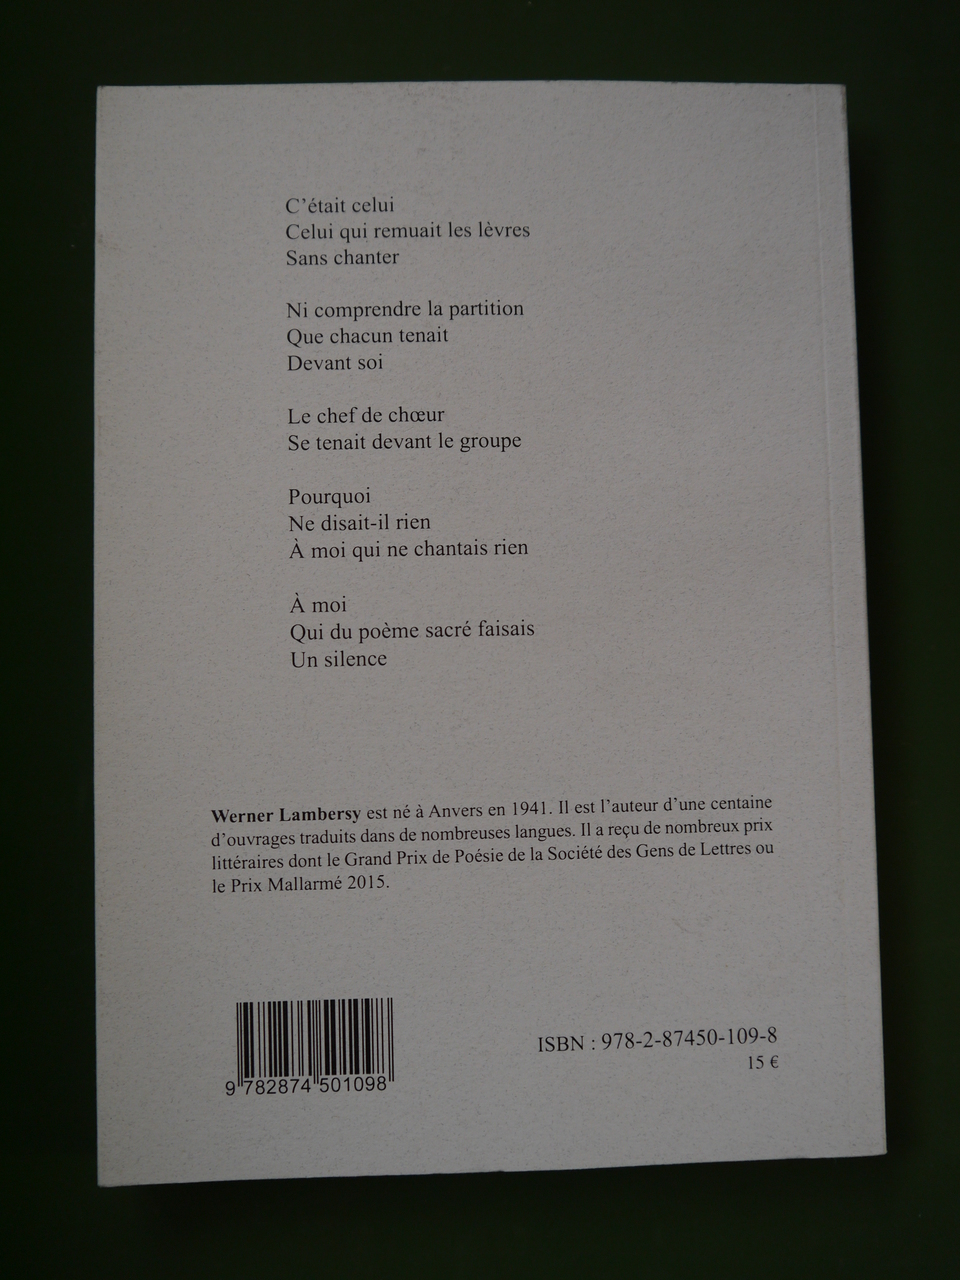 C'était celui
Celui qui remuait les lèvres
Sans chanter
Ni comprendre la partition
Que chacun tenait
Devant soi
Le chef de chœur
Se tenait devant le groupe
Pourquoi
Ne disait-il rien
À moi qui ne chantais rien
À moi
Qui du poème sacré faisais
Un silence
Werner Lambersy est né à Anvers en 1941. Il est l'auteur d'une centaine
d'ouvrages traduits dans de nombreuses langues. Il a reçu de nombreux prix
littéraires dont le Grand Prix de Poésie de la Société des Gens de Lettres ou
le Prix Mallarmé 2015.
ISBN : 978-2-87450-109-8
15 €
9 782874 501098